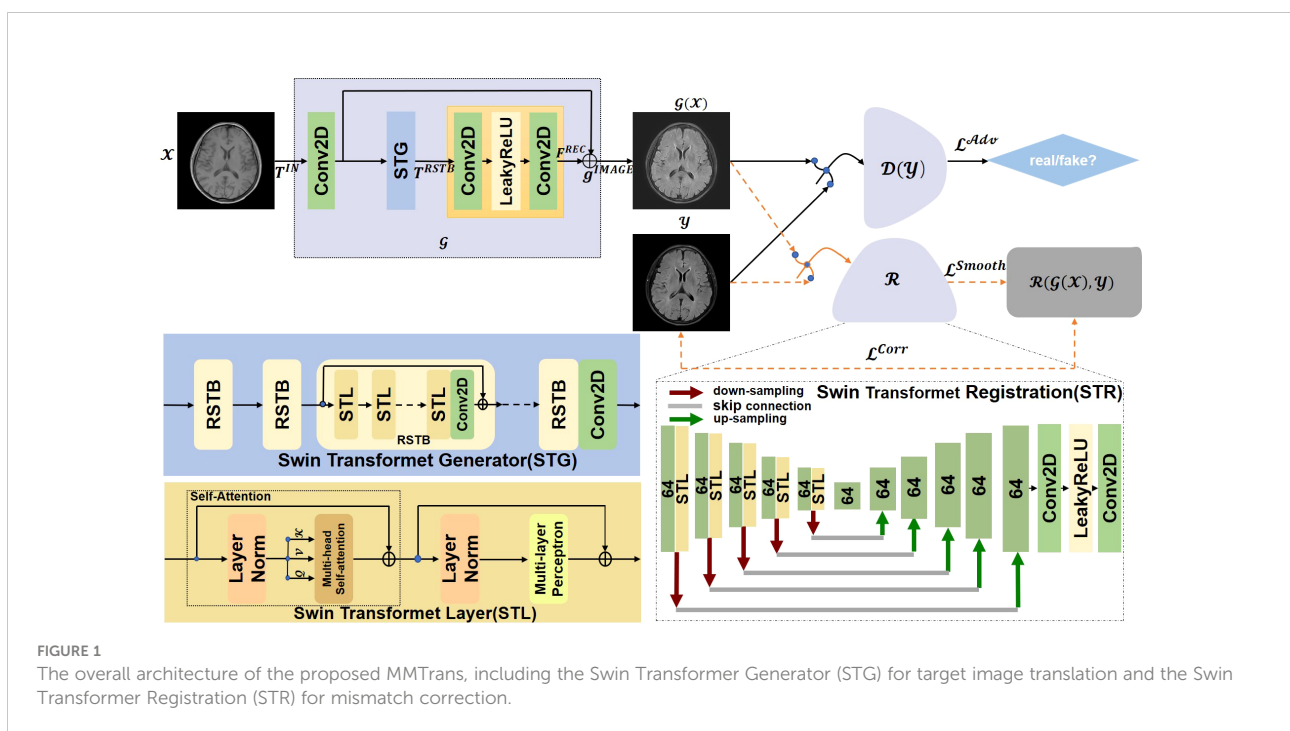 𝒳
T^IN
Conv2D
STG
T^RSTB
Conv2D
LeakyReLU
Conv2D
F^REC
g^IMAGE
𝒢
𝒢(𝒳)
𝒴
𝒟(𝒴)
ℒ^Adv
real/fake?
ℛ
ℒ^Smooth
ℛ(𝒢(𝒳), 𝒴)
ℒ^Corr
RSTB
RSTB
STL
STL
STL
Conv2D
RSTB
RSTB
Conv2D
Swin Transformet Generator(STG)
Self-Attention
Layer
Norm
𝒦
𝒱
𝒬
Multi-head
Self-attention
Layer
Norm
Multi-layer
Perceptron
Swin Transformet Layer(STL)
down-sampling
skip connection
up-sampling
Swin Transformet Registration(STR)
64
STL
64
STL
64
STL
64
STL
64
STL
64
64
64
64
64
64
Conv2D
LeakyReLU
Conv2D
FIGURE 1
The overall architecture of the proposed MMTrans, including the Swin Transformer Generator (STG) for target image translation and the Swin
Transformer Registration (STR) for mismatch correction.